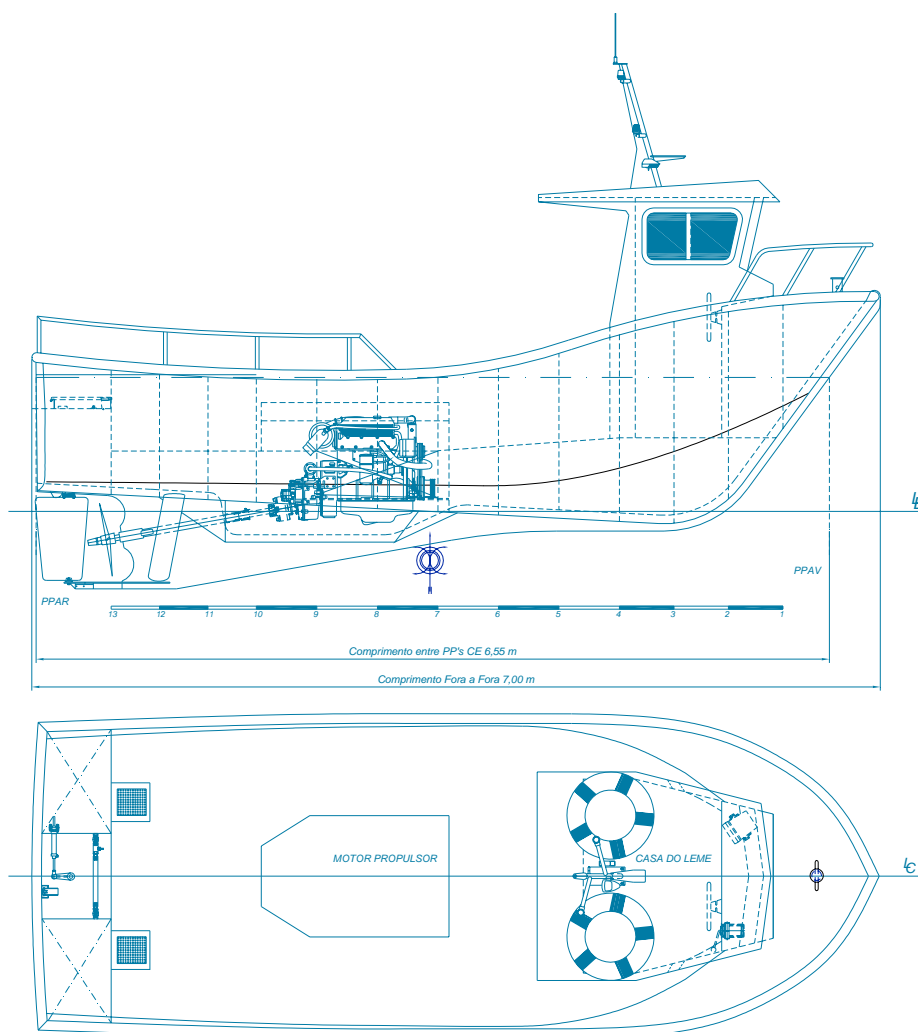 PPAV
PPAR
13 12 11 10 9 8 7 6 5 4 3 2 1
Comprimento entre PP's CE 6,55 m
Comprimento Fora a Fora 7,00 m
MOTOR PROPULSOR
CASA DO LEME
LC